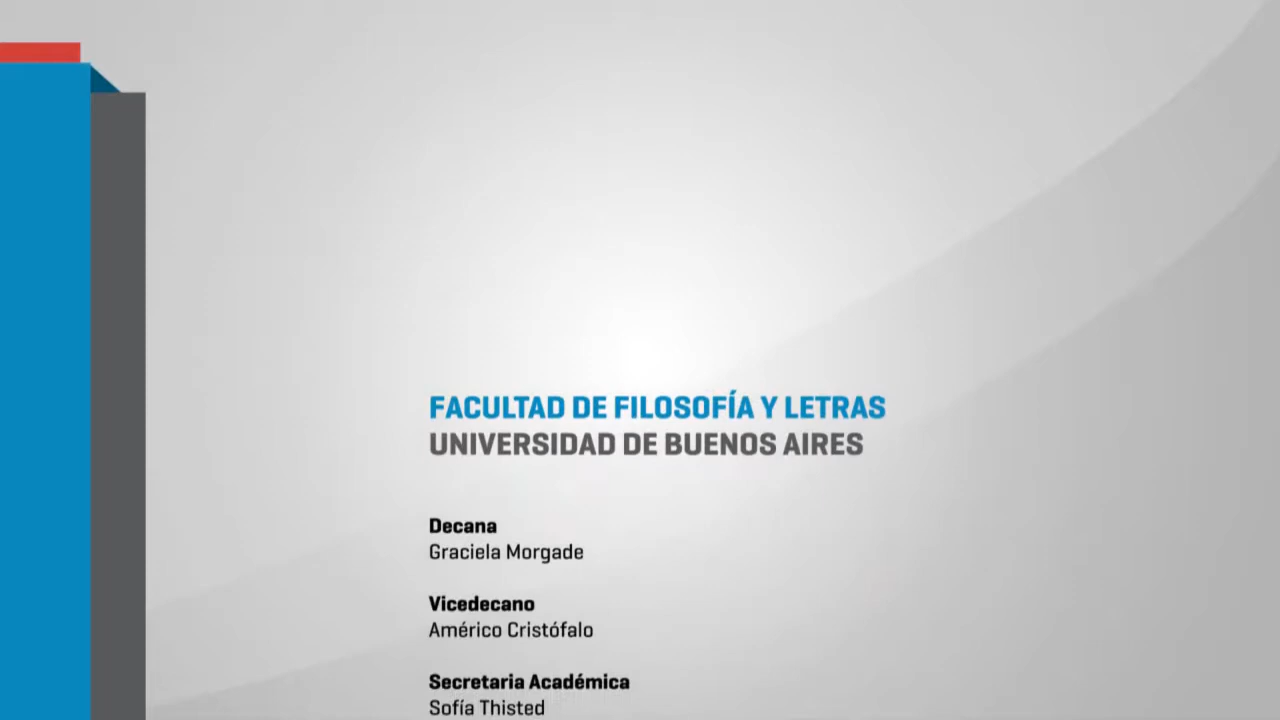 FACULTAD DE FILOSOFÍA Y LETRAS
UNIVERSIDAD DE BUENOS AIRES
Decana
Graciela Morgade
Vicedecano
Américo Cristófalo
Secretaria Académica
Sofía Thisted